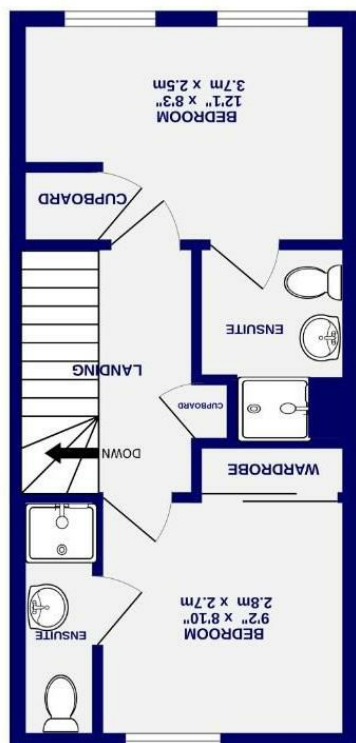 BEDROOM
9'2" x 8'10"
2.8m x 2.7m
ENSUITE
WARDROBE
DOWN
CUPBOARD
LANDING
ENSUITE
CUPBOARD
BEDROOM
12'1" x 8'3"
3.7m x 2.5m